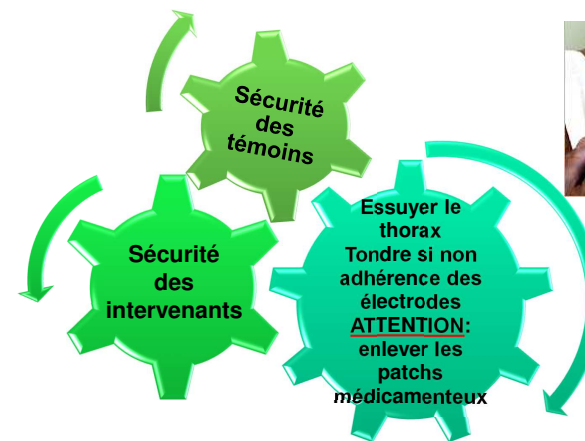 Sécurité
des
témoins
Sécurité
des
intervenants
Essuyer le
thorax
Tondre si non
adhérence des
électrodes
ATTENTION:
enlever les
patchs
médicamenteux